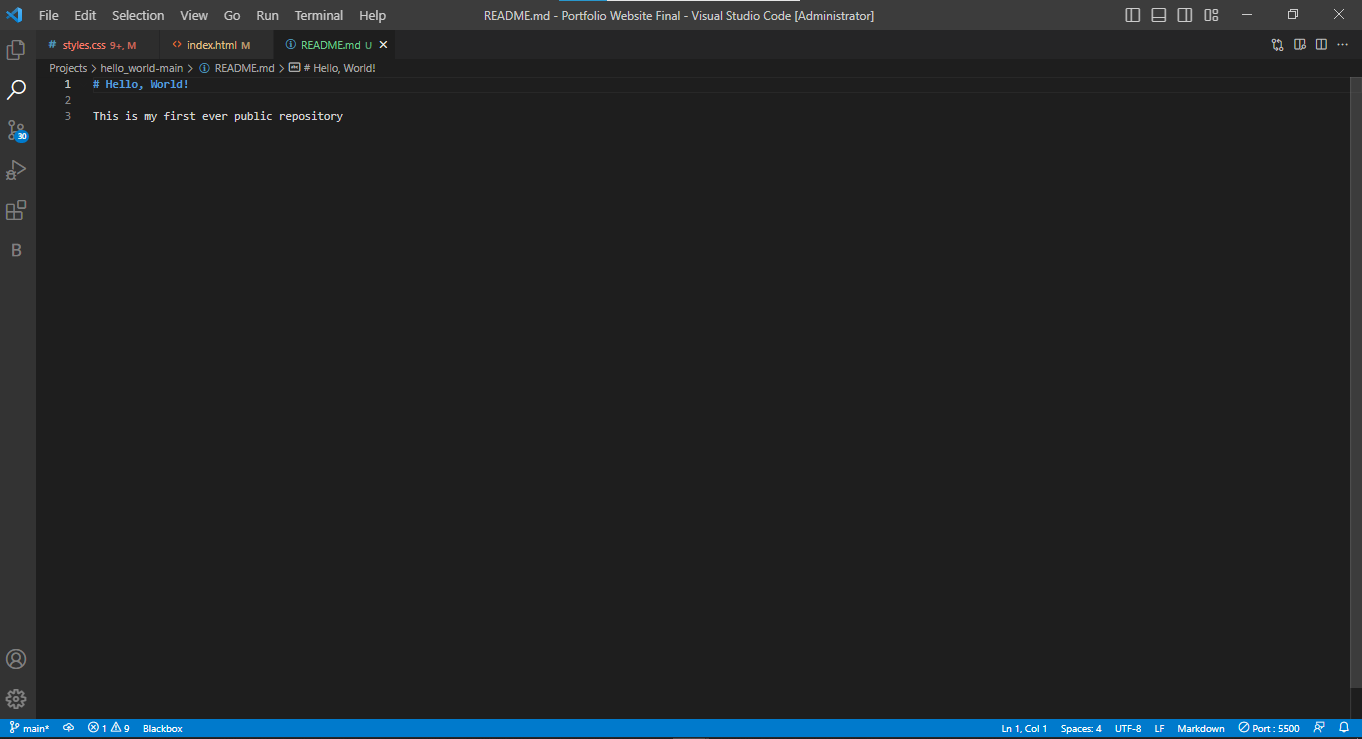 File Edit Selection View Go Run Terminal Help README.md - Portfolio Website Final - Visual Studio Code [Administrator]
# styles.css 9+, M <> index.html M README.md U
Projects > hello_world-main > README.md > # Hello, World!
1 # Hello, World!
2
3 This is my first ever public repository
30
B
main* 1 9 Blackbox Ln 1, Col 1 Spaces: 4 UTF-8 LF Markdown Port : 5500